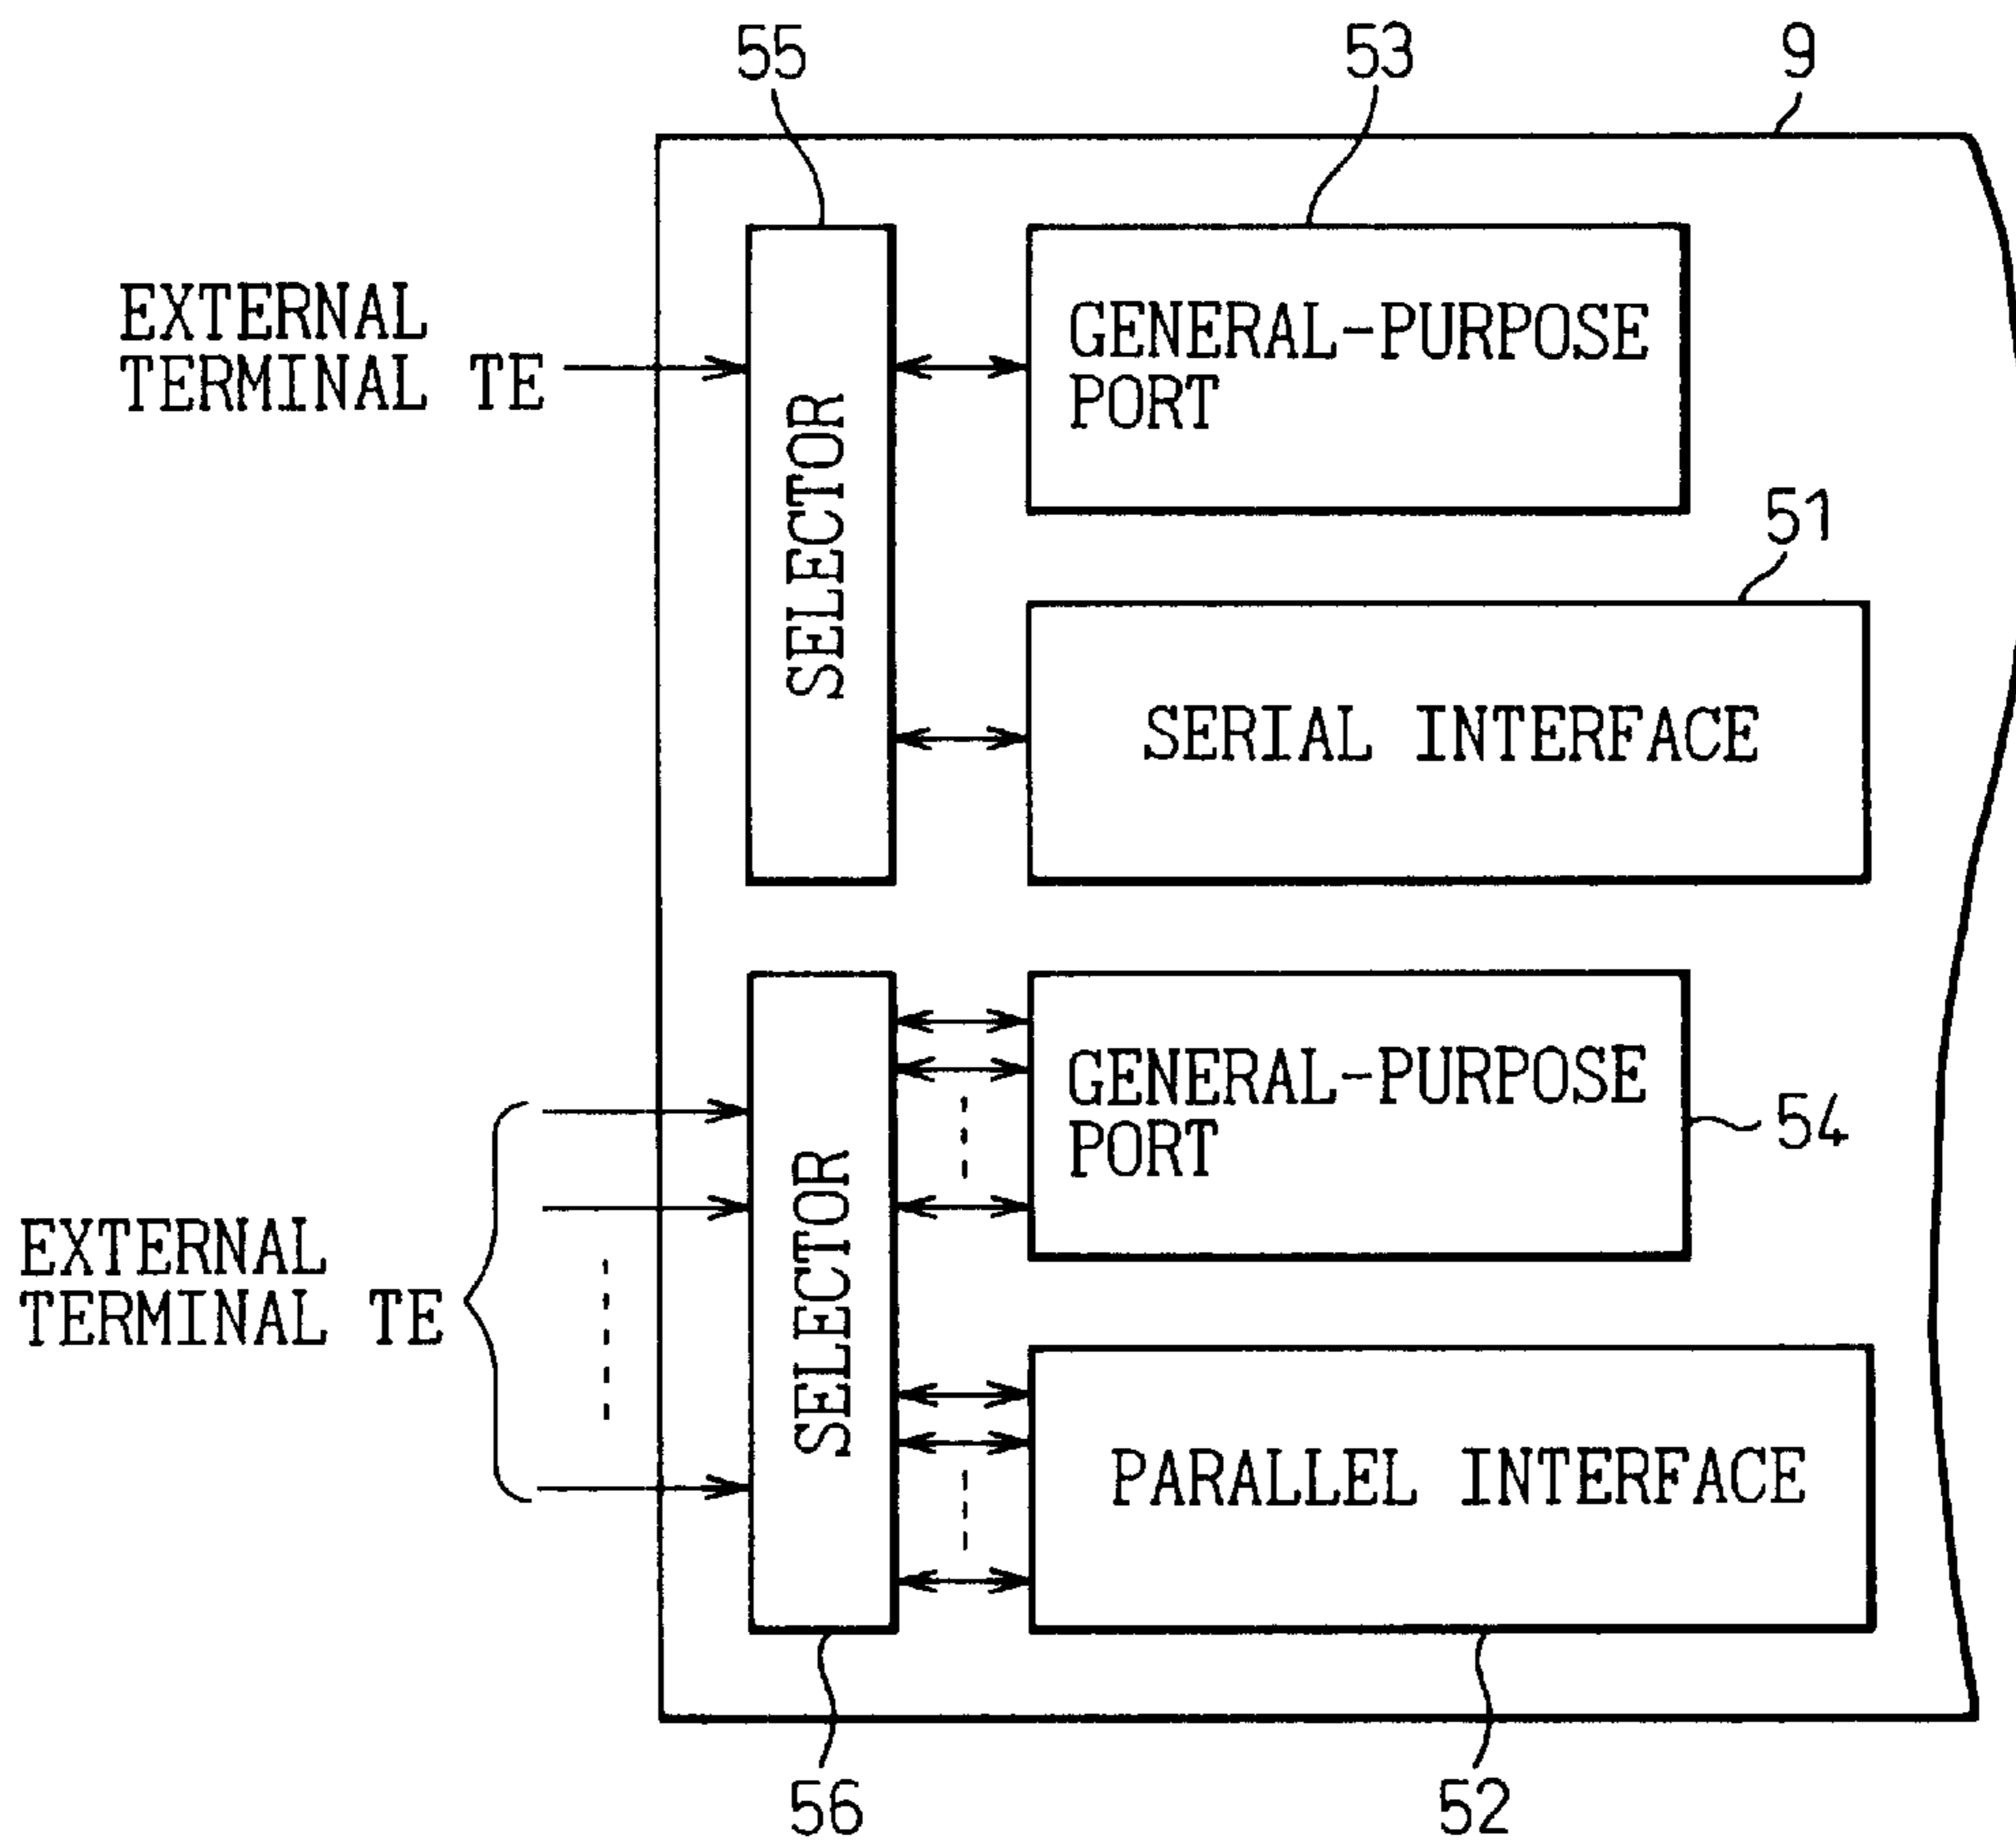 55
53
9
EXTERNAL
TERMINAL TE
SELECTOR
GENERAL-PURPOSE
PORT
51
SERIAL INTERFACE
EXTERNAL
TERMINAL TE
SELECTOR
GENERAL-PURPOSE
PORT
54
PARALLEL INTERFACE
56
52